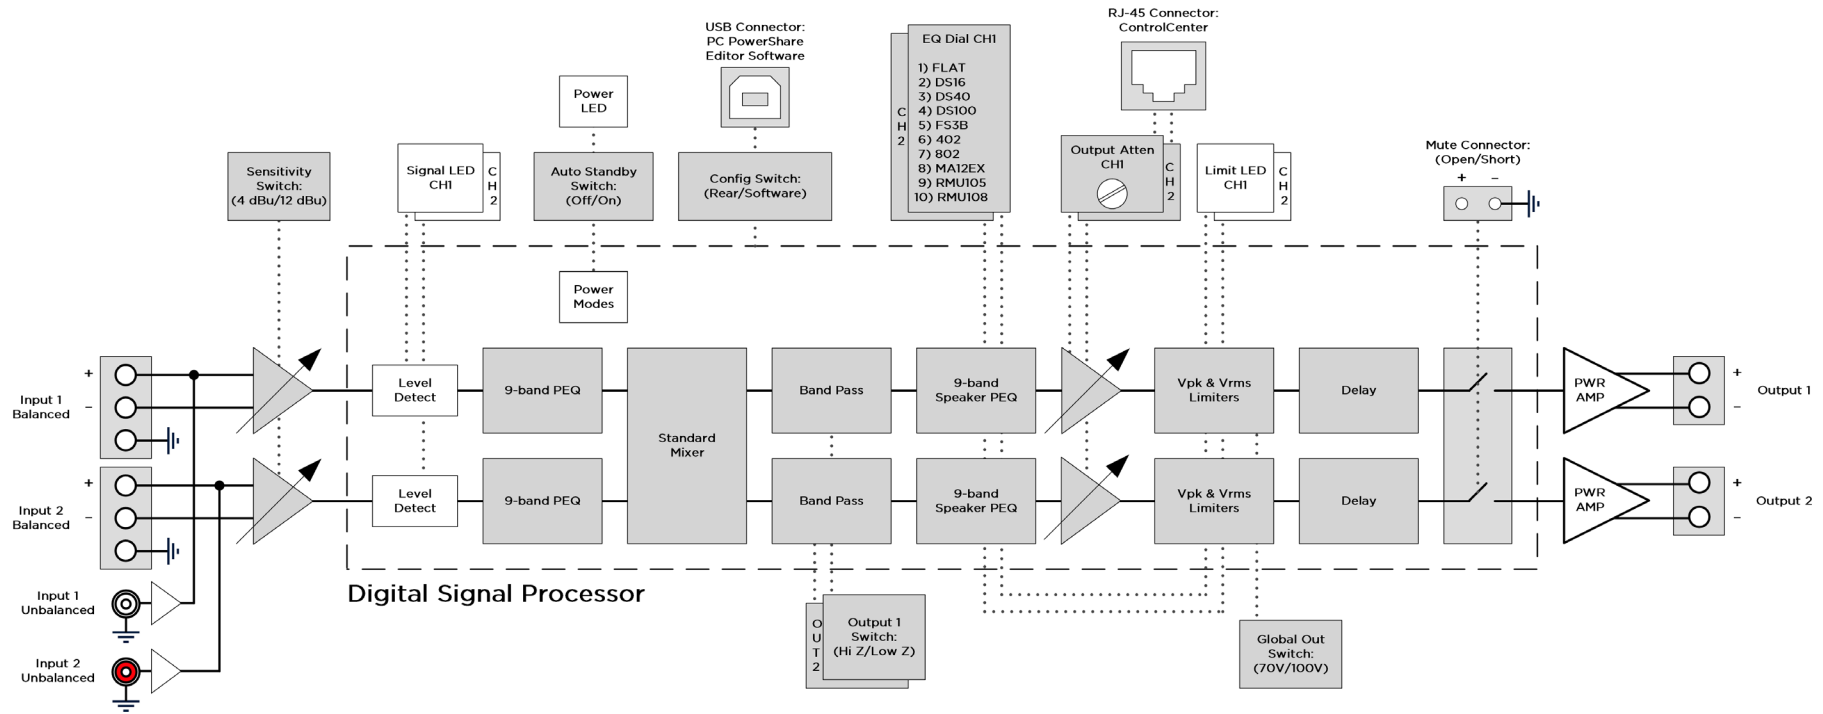 USB Connector:
PC PowerShare
Editor Software
RJ-45 Connector:
ControlCenter
EQ Dial CH1
1) FLAT
2) DS16
3) DS40
4) DS100
5) FS3B
6) 402
7) 802
8) MA12EX
9) RMU105
10) RMU108
C
H
2
Power
LED
Sensitivity
Switch:
(4 dBu/12 dBu)
Signal LED
CH1
C
H
2
Auto Standby
Switch:
(Off/On)
Config Switch:
(Rear/Software)
Output Atten
CH1
C
H
2
Limit LED
CH1
C
H
2
Mute Connector:
(Open/Short)
+ –
Power
Modes
Input 1
Balanced
+
–
Level
Detect
9-band PEQ
Standard
Mixer
Band Pass
9-band
Speaker PEQ
Vpk & Vrms
Limiters
Delay
PWR
AMP
+
–
Output 1
Input 2
Balanced
+
–
Level
Detect
9-band PEQ
Band Pass
9-band
Speaker PEQ
Vpk & Vrms
Limiters
Delay
PWR
AMP
+
–
Output 2
Input 1
Unbalanced
Input 2
Unbalanced
Digital Signal Processor
O
U
T
2
Output 1
Switch:
(Hi Z/Low Z)
Global Out
Switch:
(70V/100V)